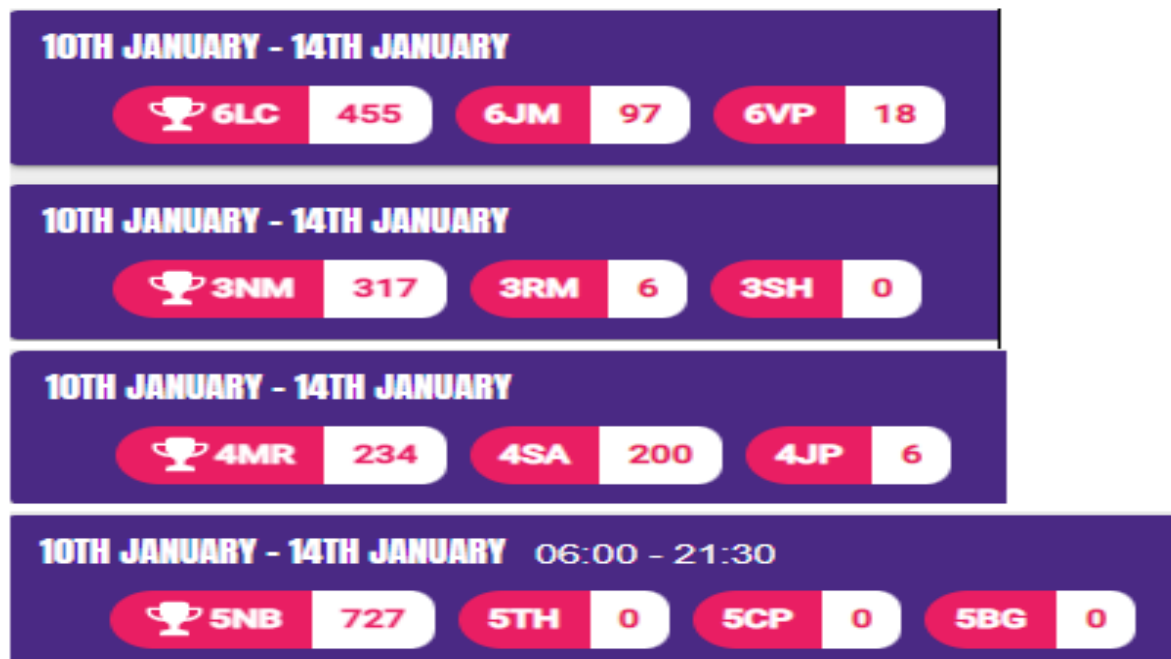 10TH JANUARY - 14TH JANUARY
6LC 455 6JM 97 6VP 18
10TH JANUARY - 14TH JANUARY
3NM 317 3RM 6 3SH 0
10TH JANUARY - 14TH JANUARY
4MR 234 4SA 200 4JP 6
10TH JANUARY - 14TH JANUARY 06:00 - 21:30
5NB 727 5TH 0 5CP 0 5BG 0